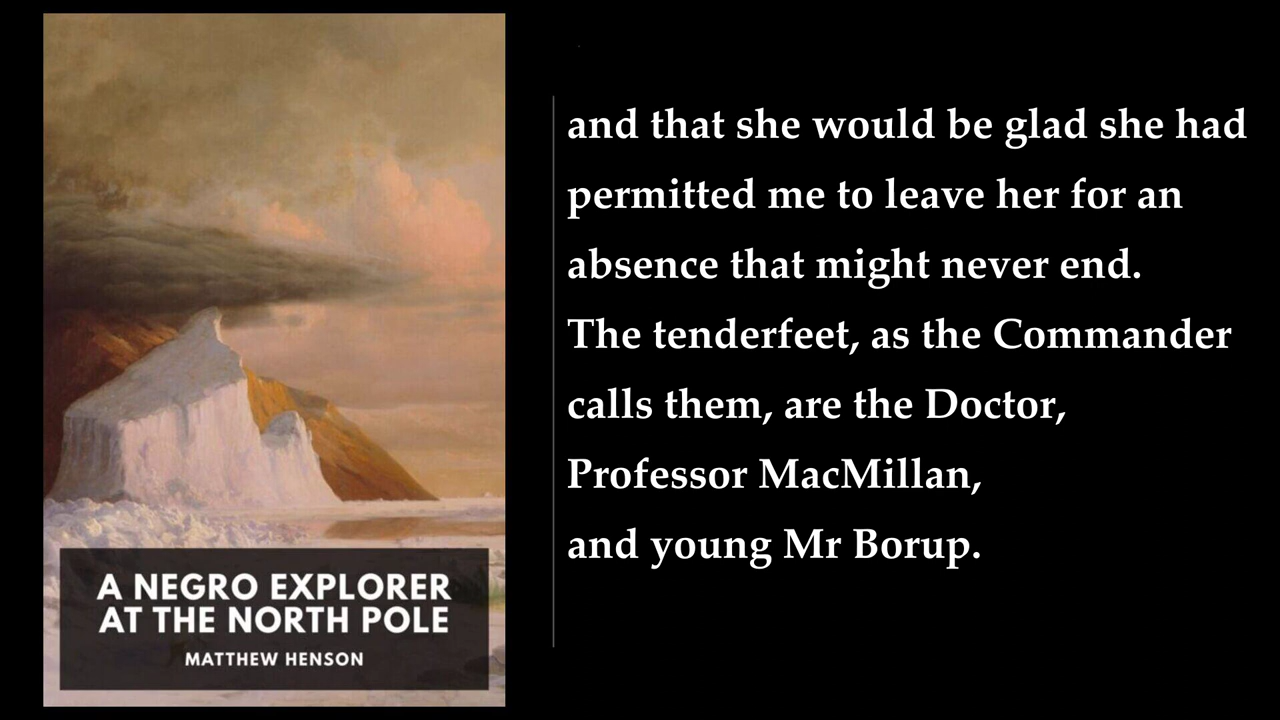 and that she would be glad she had
permitted me to leave her for an
absence that might never end.
The tenderfeet, as the Commander
calls them, are the Doctor,
Professor MacMillan,
and young Mr Borup.
A NEGRO EXPLORER
AT THE NORTH POLE
MATTHEW HENSON